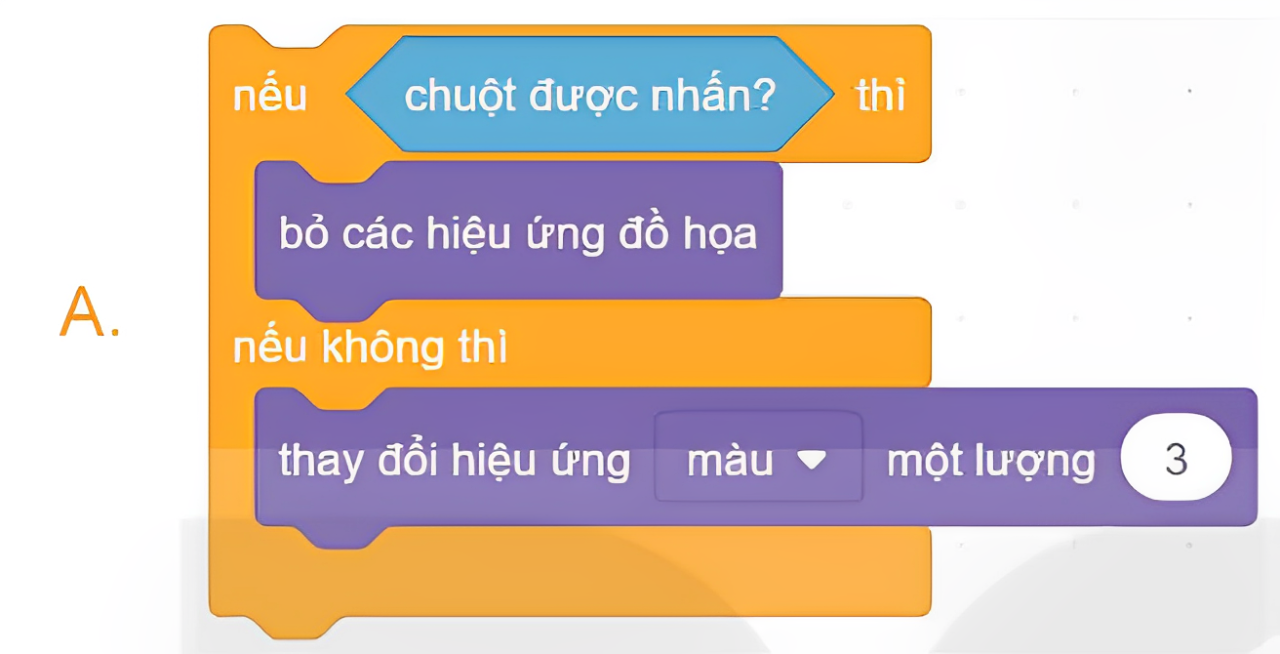 nếu chuột được nhấn? thì
bỏ các hiệu ứng đồ họa
A.
nếu không thì
thay đổi hiệu ứng màu một lượng 3